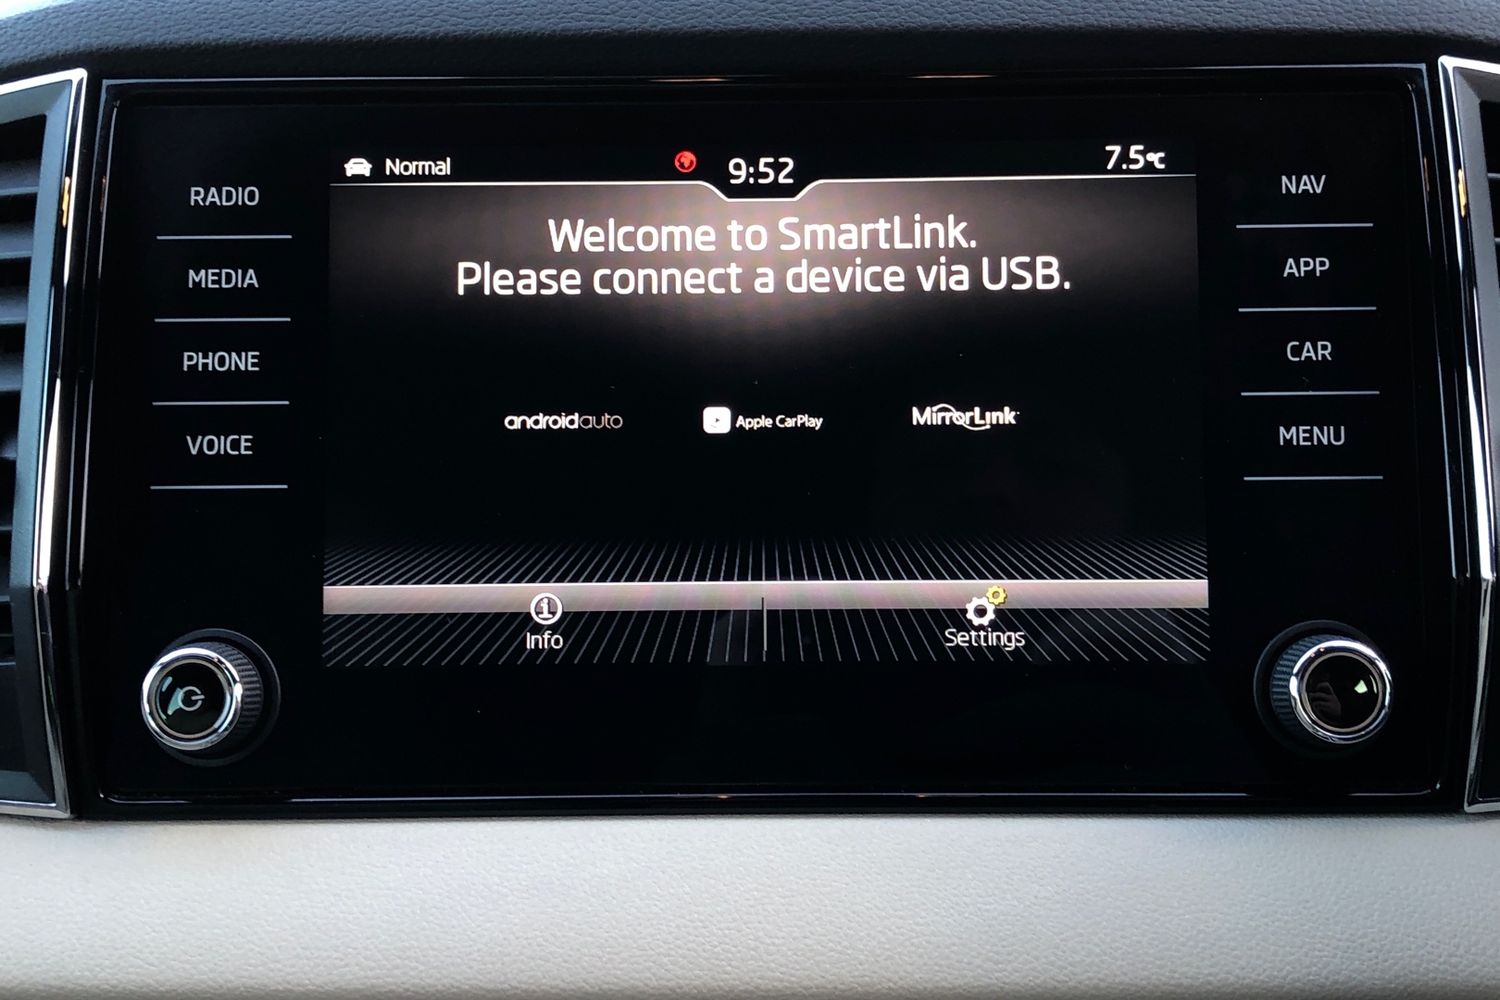 Normal
9:52
7.5°C
RADIO
MEDIA
PHONE
VOICE
Welcome to SmartLink.
Please connect a device via USB.
androidauto
Apple CarPlay
MirrorLink
Info
Settings
NAV
APP
CAR
MENU